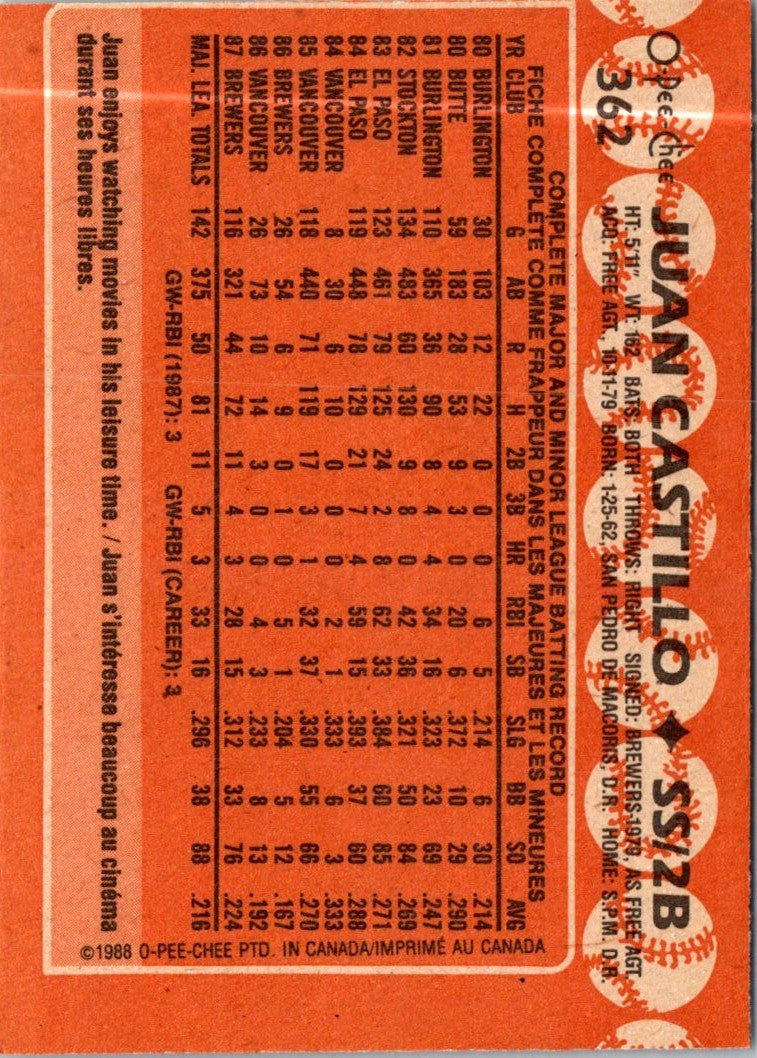 O-Pee-Chee
362
JUAN CASTILLO ◆ SS/2B
HT: 5'11" WT: 162 BATS: BOTH THROWS: RIGHT SIGNED: BREWERS-1979, AS FREE AGT.
ACQ: FREE AGT., 10-11-79 BORN: 1-25-62, SAN PEDRO DE MACORIS, D.R. HOME: S.P.M. D.R.
COMPLETE MAJOR AND MINOR LEAGUE BATTING RECORD
FICHE COMPLÈTE COMME FRAPPEUR DANS LES MAJEURES ET LES MINEURES
YR CLUB G AB R H 2B 3B HR RBI SB SLG BB SO AVG
80 BURLINGTON 30 103 12 22 0 0 0 6 5 .214 6 30 .214
80 BUTTE 59 183 28 53 9 3 0 20 6 .372 10 29 .290
81 BURLINGTON 110 365 36 90 8 4 4 34 16 .323 23 69 .247
82 STOCKTON 134 483 60 130 9 8 0 42 36 .321 50 84 .269
83 EL PASO 123 461 79 125 24 2 8 62 33 .384 60 85 .271
84 EL PASO 119 448 78 129 21 7 4 59 15 .393 37 60 .288
84 VANCOUVER 8 30 6 10 0 0 0 2 1 .333 6 3 .333
85 VANCOUVER 118 440 71 119 17 3 1 32 37 .330 55 66 .270
86 BREWERS 26 54 6 9 0 1 0 5 1 .204 5 12 .167
86 VANCOUVER 26 73 10 14 3 0 0 4 3 .233 8 13 .192
87 BREWERS 116 321 44 72 11 4 3 28 15 .312 33 76 .224
MAJ. LEA. TOTALS 142 375 50 81 11 5 3 33 16 .296 38 88 .216
GW-RBI (1987): 3 GW-RBI (CAREER): 3
Juan enjoys watching movies in his leisure time. / Juan s'intéresse beaucoup au cinéma
durant ses heures libres.
©1988 O-PEE-CHEE PTD. IN CANADA/IMPRIMÉ AU CANADA